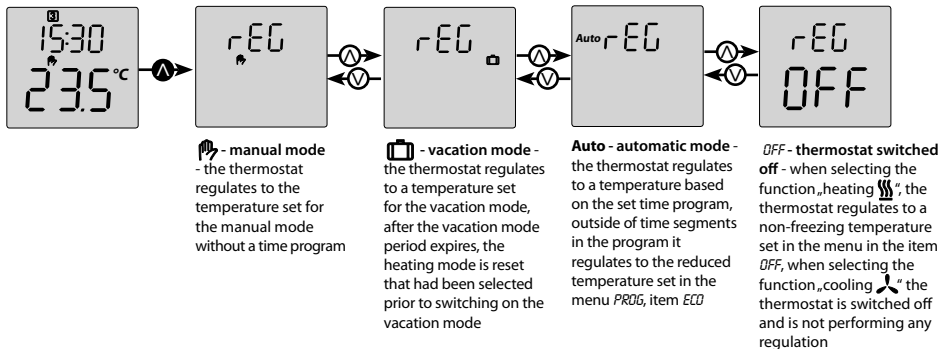 3
15:30
23.5 °C
rEG
rEG
Auto rEG
rEG
OFF
- manual mode
- the thermostat
regulates to the
temperature set for
the manual mode
without a time program
- vacation mode -
the thermostat regulates
to a temperature set
for the vacation mode,
after the vacation mode
period expires, the
heating mode is reset
that had been selected
prior to switching on the
vacation mode
Auto - automatic mode -
the thermostat regulates
to a temperature based
on the set time program,
outside of time segments
in the program it
regulates to the reduced
temperature set in the
menu PROG, item ECO
OFF - thermostat switched
off - when selecting the
function „heating “, the
thermostat regulates to a
non-freezing temperature
set in the menu in the item
OFF, when selecting the
function „cooling “ the
thermostat is switched off
and is not performing any
regulation